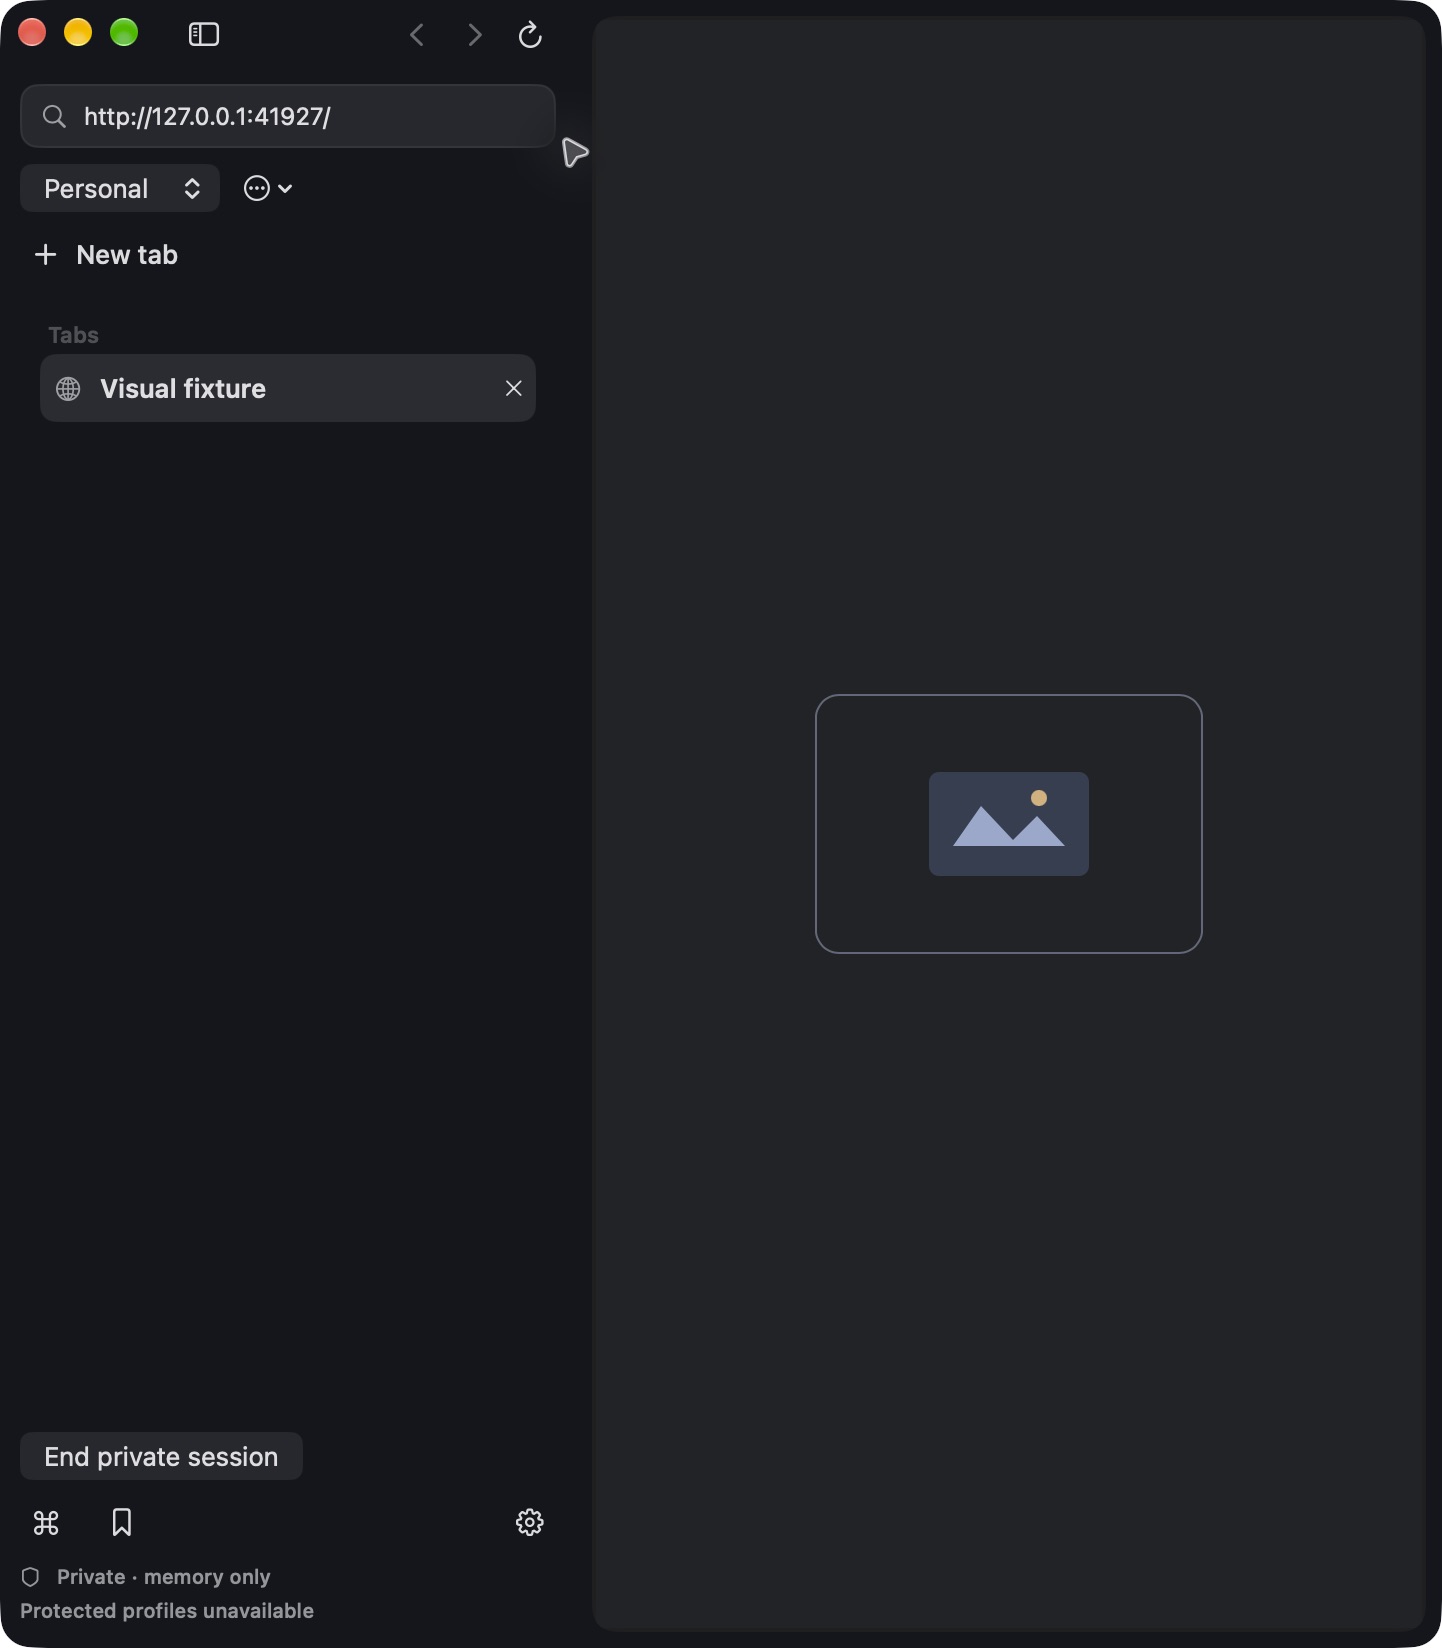 http://127.0.0.1:41927/
Personal
New tab
Tabs
Visual fixture
End private session
Private · memory only
Protected profiles unavailable